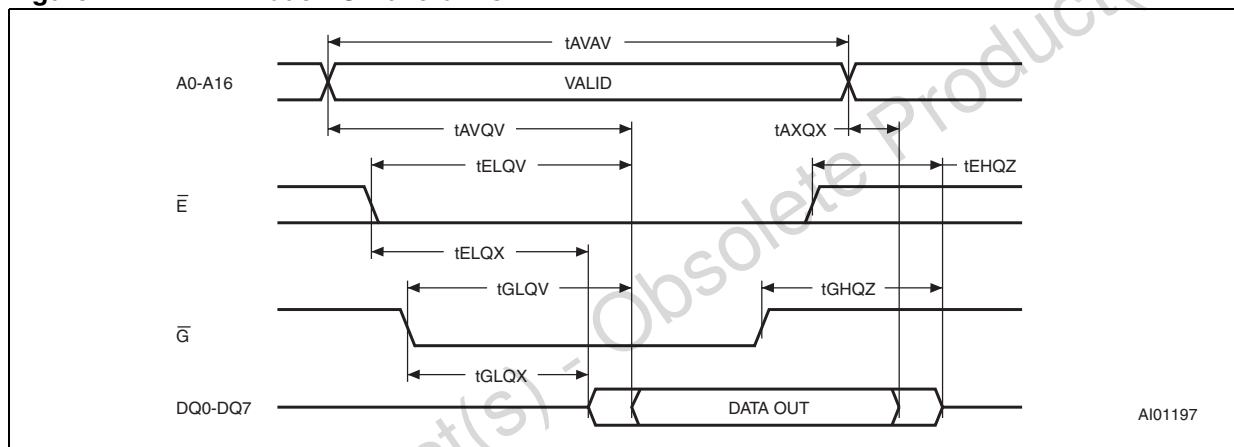 tAVAV
A0-A16
VALID
tAVQV
tAXQX
tELQV
tEHQZ
E̅
tELQX
tGLQV
tGHQZ
G̅
tGLQX
DQ0-DQ7
DATA OUT
AI01197
Product(s) - Obsolete Product(